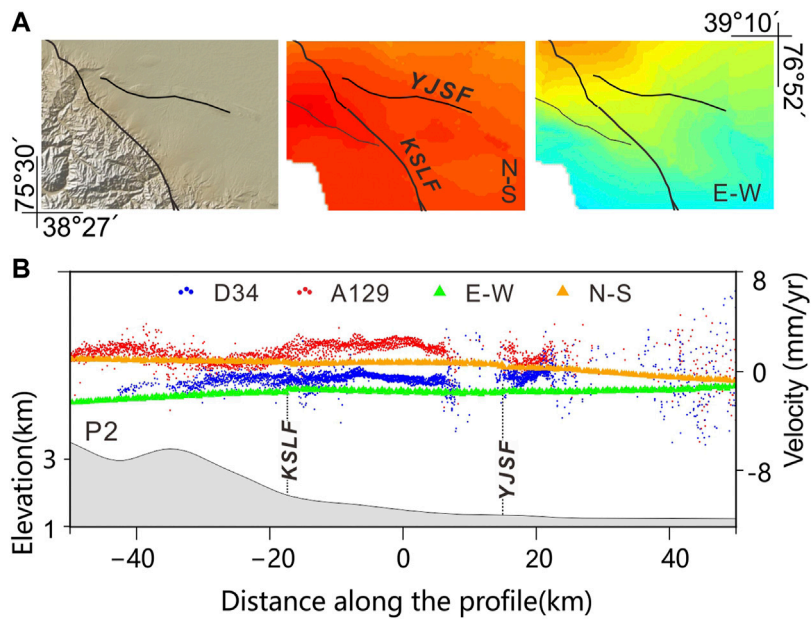 A
39°10′
76°52′
YJSF
KSLF
N-S
E-W
75°30′
38°27′
B
D34 A129 E-W N-S
8
0
-8
Velocity (mm/yr)
P2
KSLF
YJSF
3
1
Elevation(km)
−40 −20 0 20 40
Distance along the profile(km)